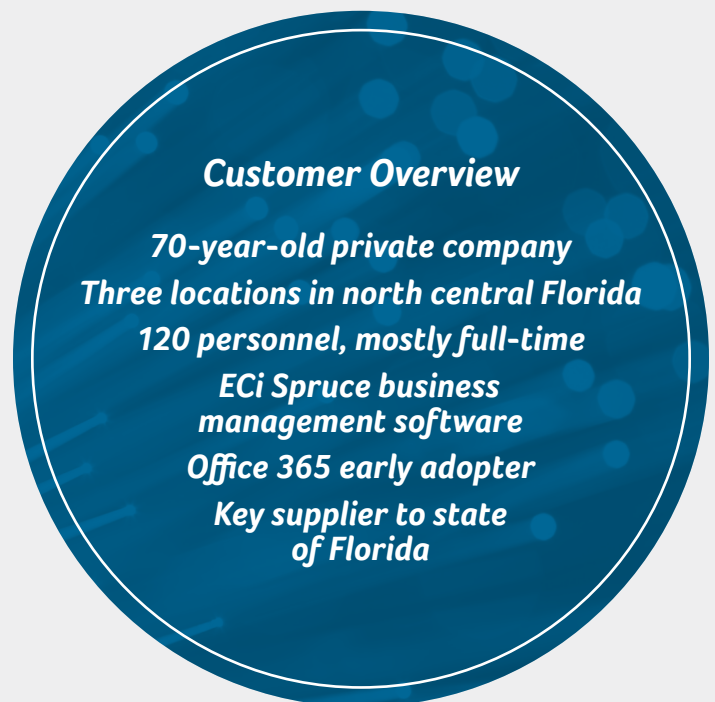 Customer Overview
70-year-old private company
Three locations in north central Florida
120 personnel, mostly full-time
ECi Spruce business
management software
Office 365 early adopter
Key supplier to state
of Florida